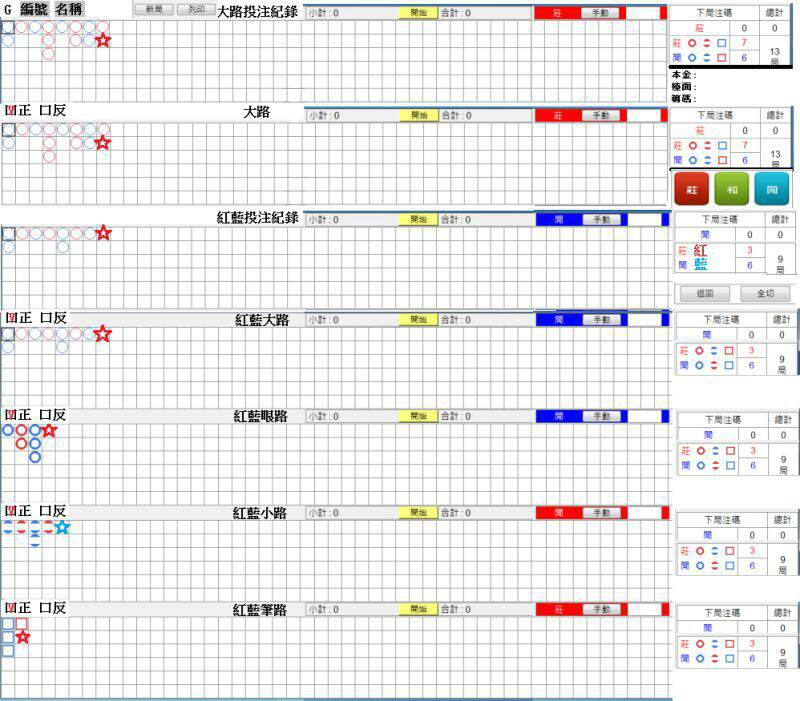 G 編號 名稱 新局 列印 大路投注紀錄 小計 : 0 開始 合計 : 0 莊 手動 下局注碼 總計
莊 0 0
莊 7 13
閒 6 局
本金 :
檯面 :
籌碼 :
正 口反 大路 小計 : 0 開始 合計 : 0 莊 手動 下局注碼 總計
莊 0 0
莊 7 13
閒 6 局
莊 和 閒
紅藍投注紀錄 小計 : 0 開始 合計 : 0 閒 手動 下局注碼 總計
閒 0 0
莊 紅 3 9
閒 藍 6 局
返回 全切
正 口反 紅藍大路 小計 : 0 開始 合計 : 0 閒 手動 下局注碼 總計
閒 0 0
莊 3 9
閒 6 局
正 口反 紅藍眼路 小計 : 0 開始 合計 : 0 閒 手動 下局注碼 總計
閒 0 0
莊 3 9
閒 6 局
正 口反 紅藍小路 小計 : 0 開始 合計 : 0 閒 手動 下局注碼 總計
閒 0 0
莊 3 9
閒 6 局
正 口反 紅藍筆路 小計 : 0 開始 合計 : 0 莊 手動 下局注碼 總計
閒 0 0
莊 3 9
閒 6 局